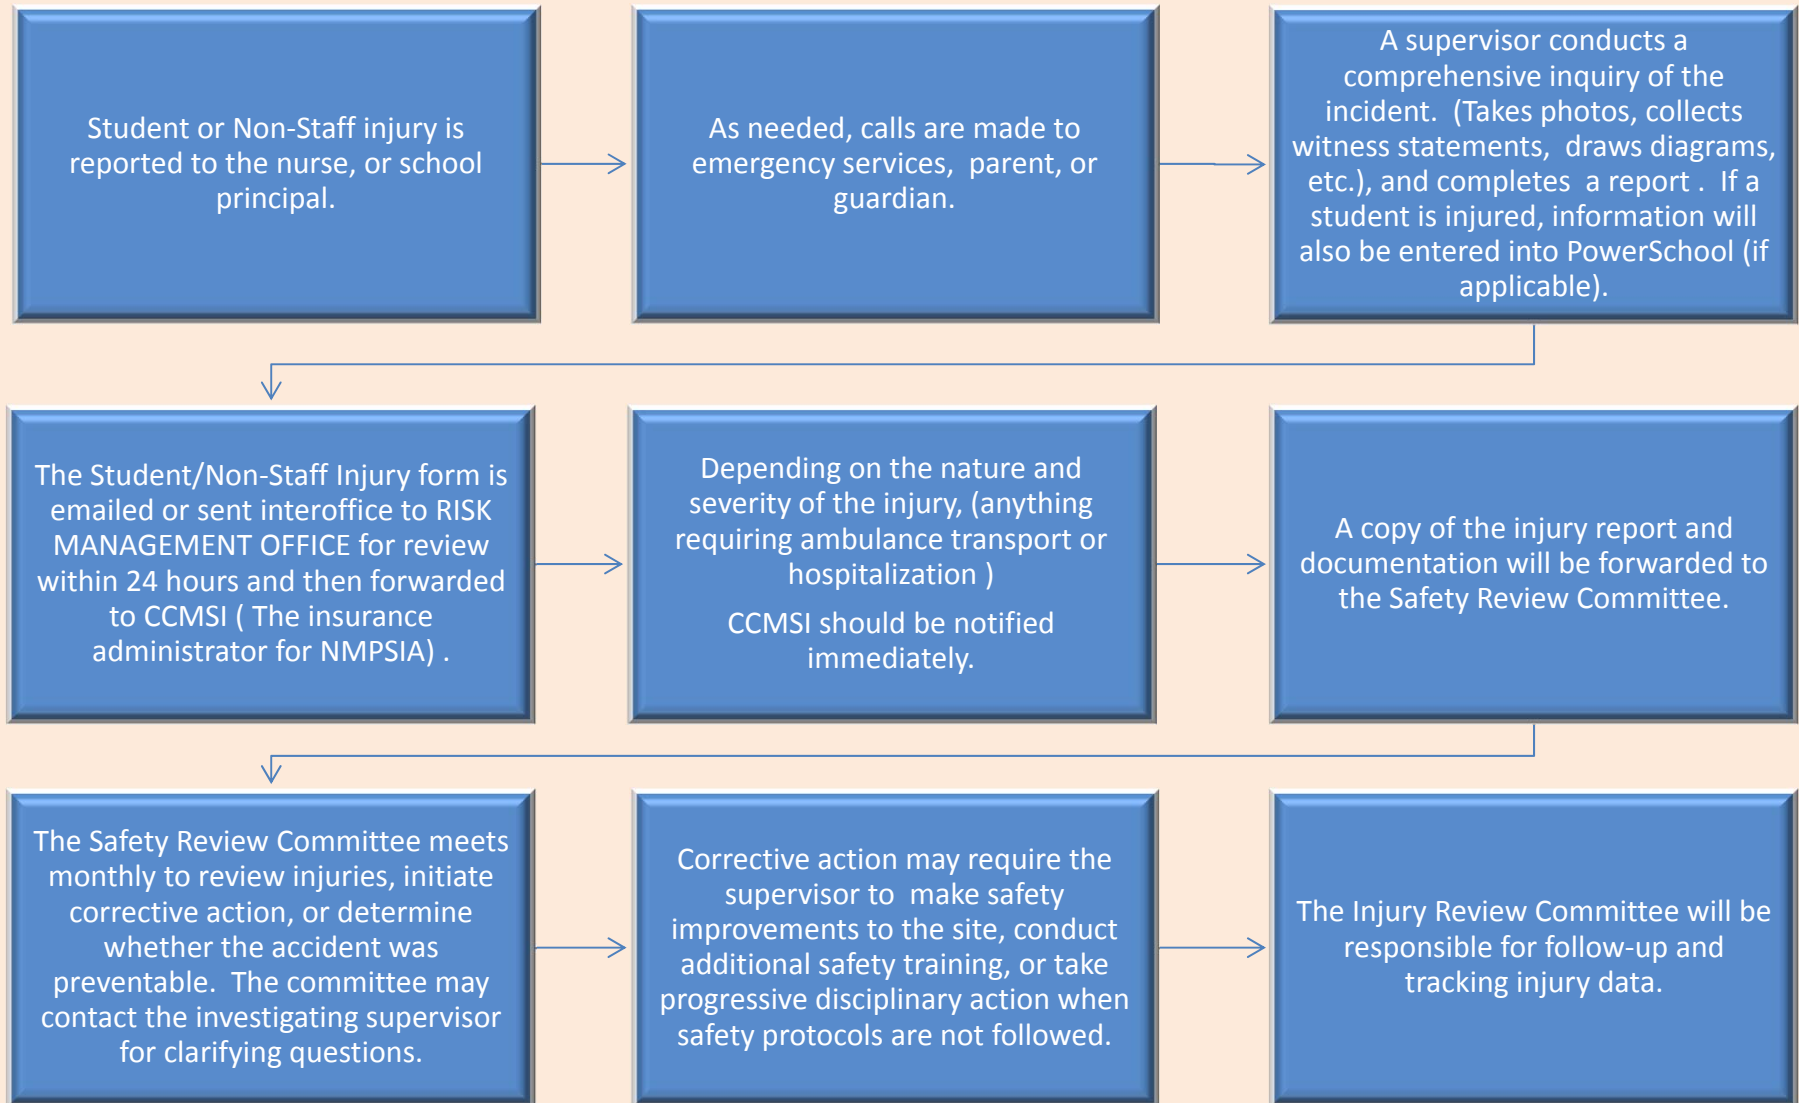 Student or Non-Staff injury is
reported to the nurse, or school
principal.
As needed, calls are made to
emergency services,  parent, or
guardian.
A supervisor conducts a
comprehensive inquiry of the
incident.  (Takes photos, collects
witness statements,  draws diagrams,
etc.), and completes  a report .  If a
student is injured, information will
also be entered into PowerSchool (if
applicable).
The Student/Non-Staff Injury form is
emailed or sent interoffice to RISK
MANAGEMENT OFFICE for review
within 24 hours and then forwarded
to CCMSI ( The insurance
administrator for NMPSIA) .
Depending on the nature and
severity of the injury, (anything
requiring ambulance transport or
hospitalization )
CCMSI should be notified
immediately.
A copy of the injury report and
documentation will be forwarded to
the Safety Review Committee.
The Safety Review Committee meets
monthly to review injuries, initiate
corrective action, or determine
whether the accident was
preventable.  The committee may
contact the investigating supervisor
for clarifying questions.
Corrective action may require the
supervisor to  make safety
improvements to the site, conduct
additional safety training, or take
progressive disciplinary action when
safety protocols are not followed.
The Injury Review Committee will be
responsible for follow-up and
tracking injury data.